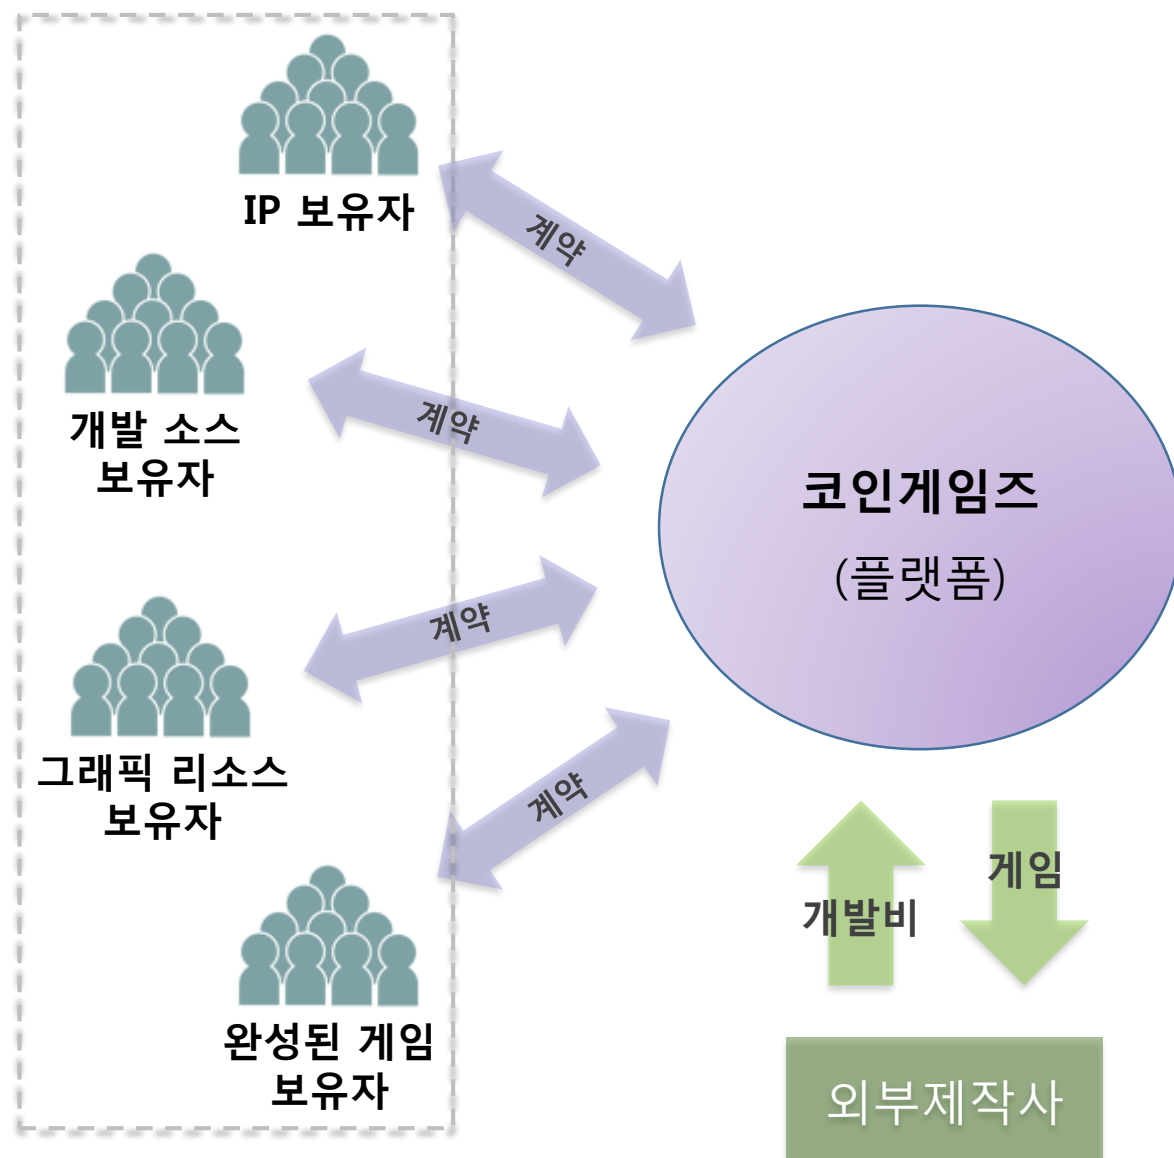 IP 보유자
계약
개발 소스
보유자
계약
코인게임즈
(플랫폼)
그래픽 리소스
보유자
계약
완성된 게임
보유자
계약
개발비
게임
외부제작사